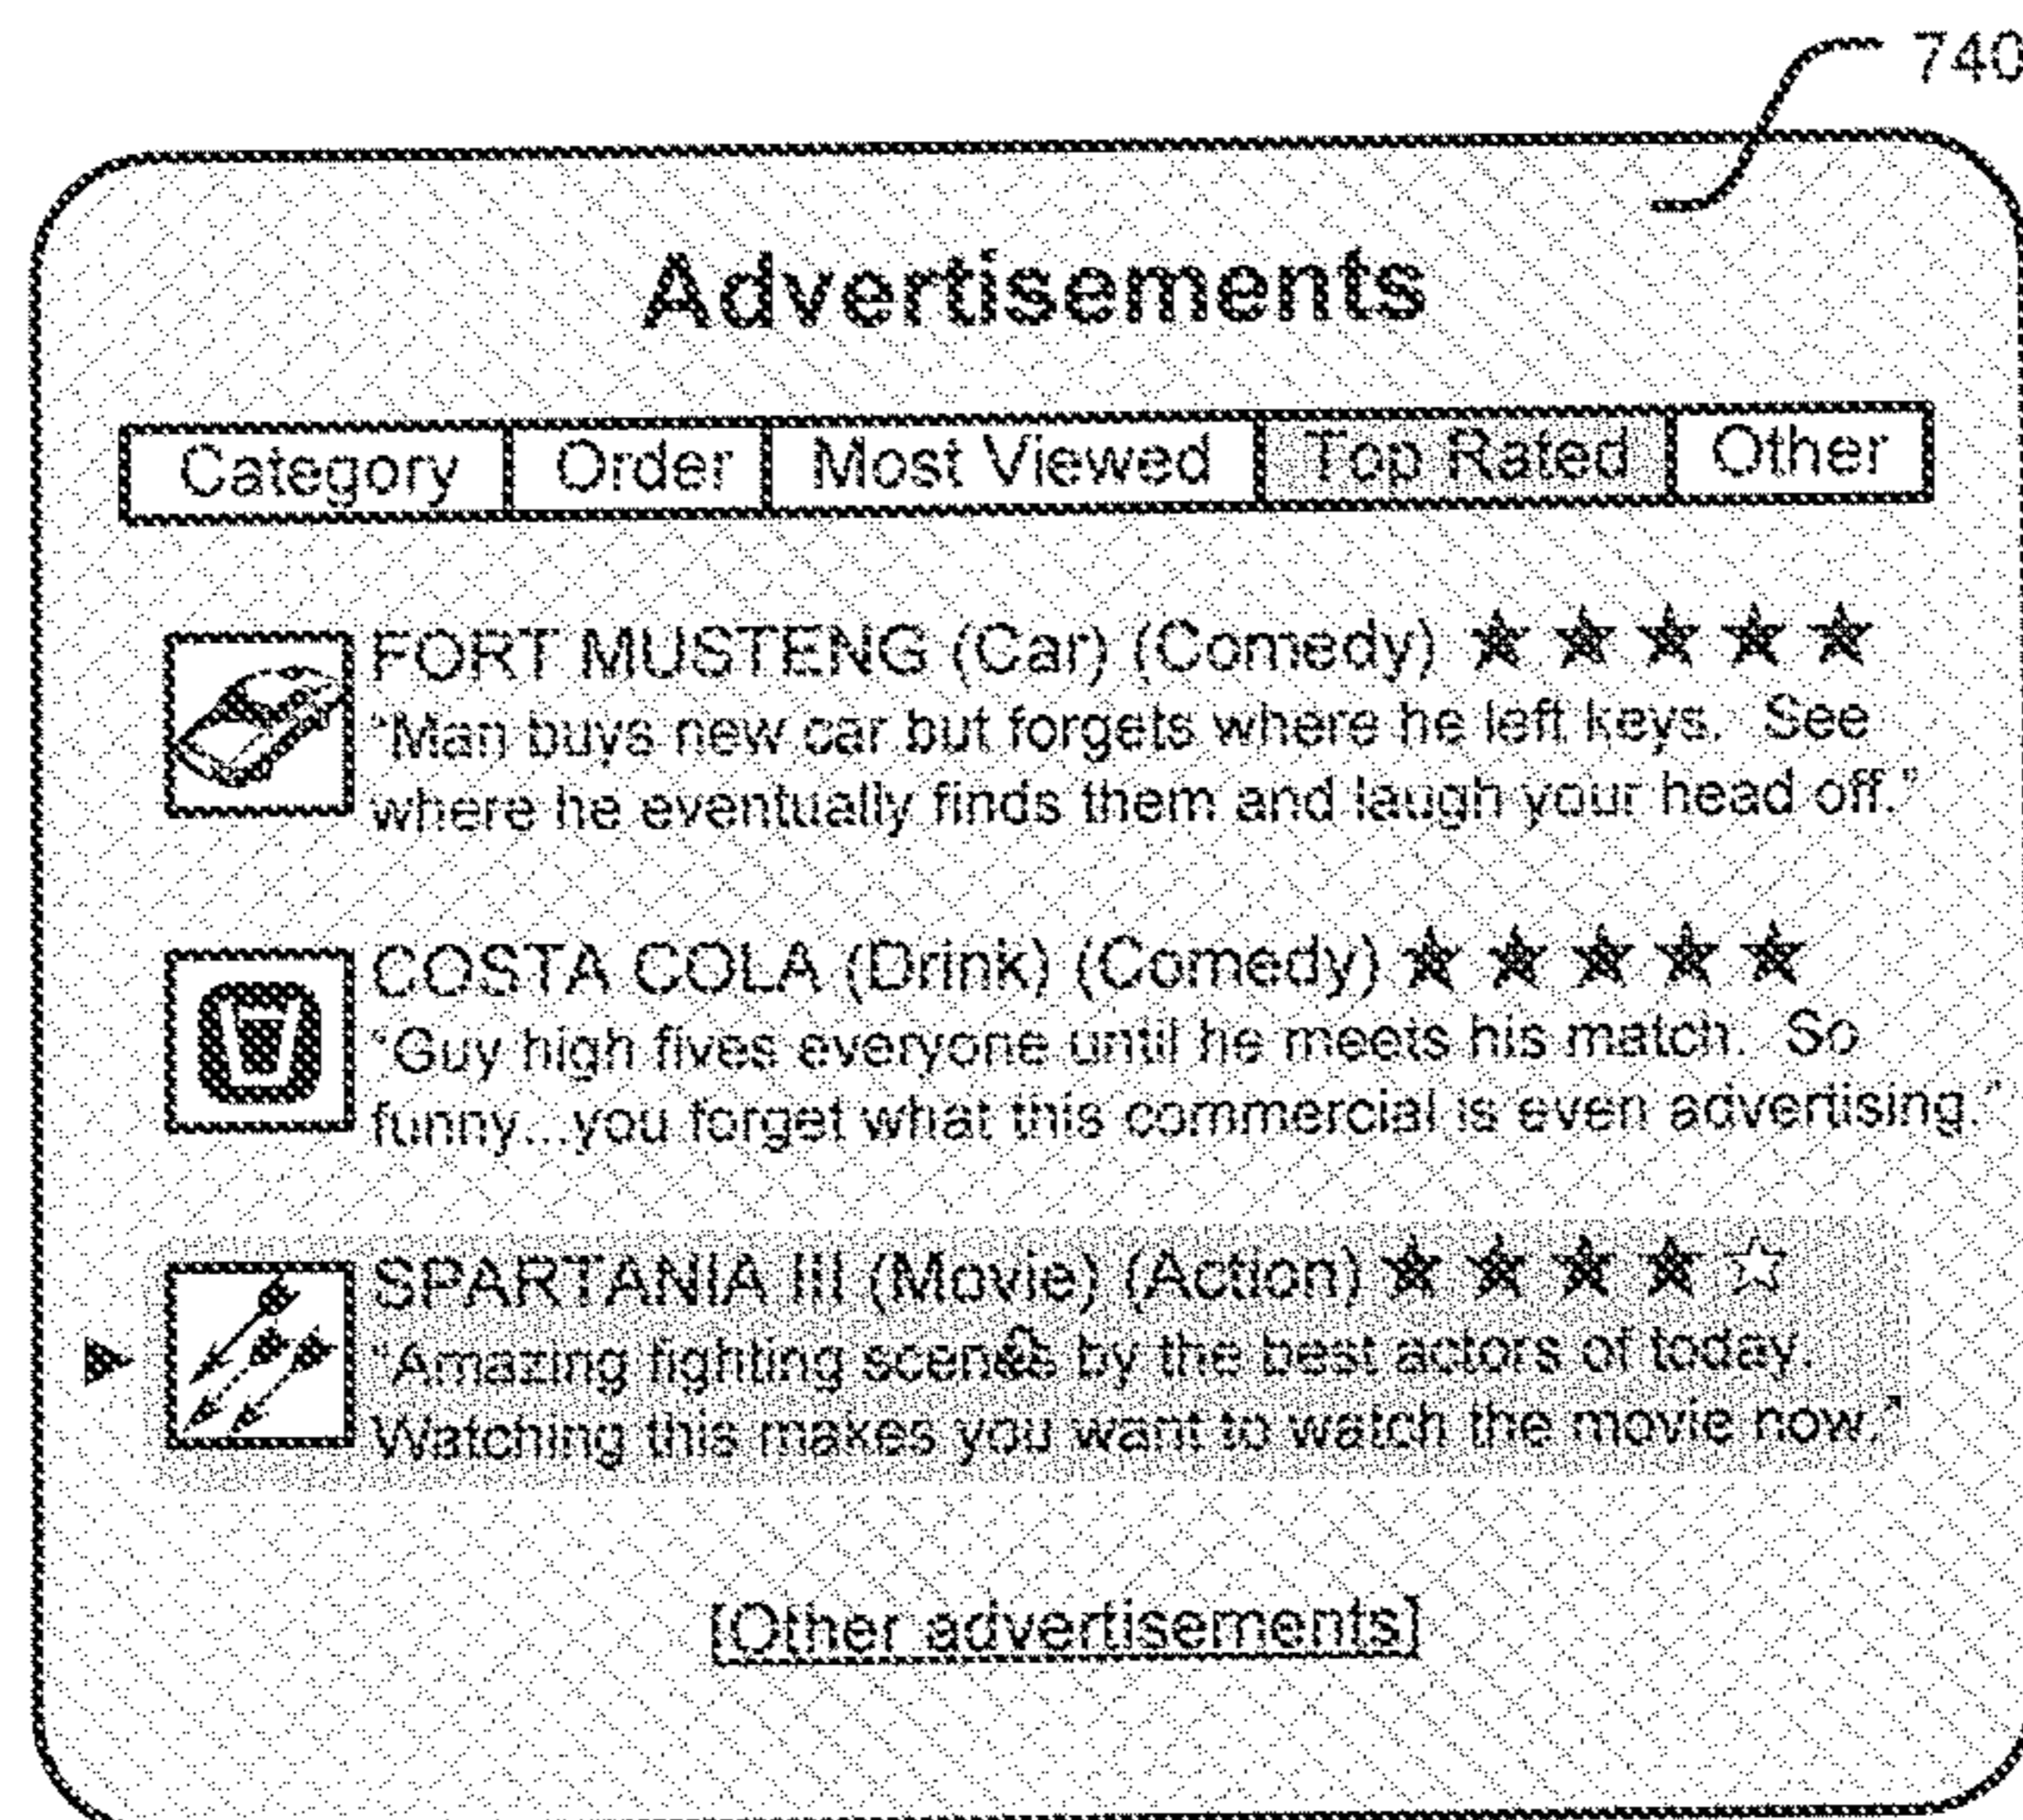 740
Advertisements
Category Order Most Viewed Top Rated Other
FORT MUSTENG (Car) (Comedy)
"Man buys new car but forgets where he left keys. See
where he eventually finds them and laugh your head off."
COSTA COLA (Drink) (Comedy)
"Guy high fives everyone until he meets his match. So
funny...you forget what this commercial is even advertising."
SPARTANIA III (Movie) (Action)
"Amazing fighting scenes by the best actors of today.
Watching this makes you want to watch the movie now."
[Other advertisements]